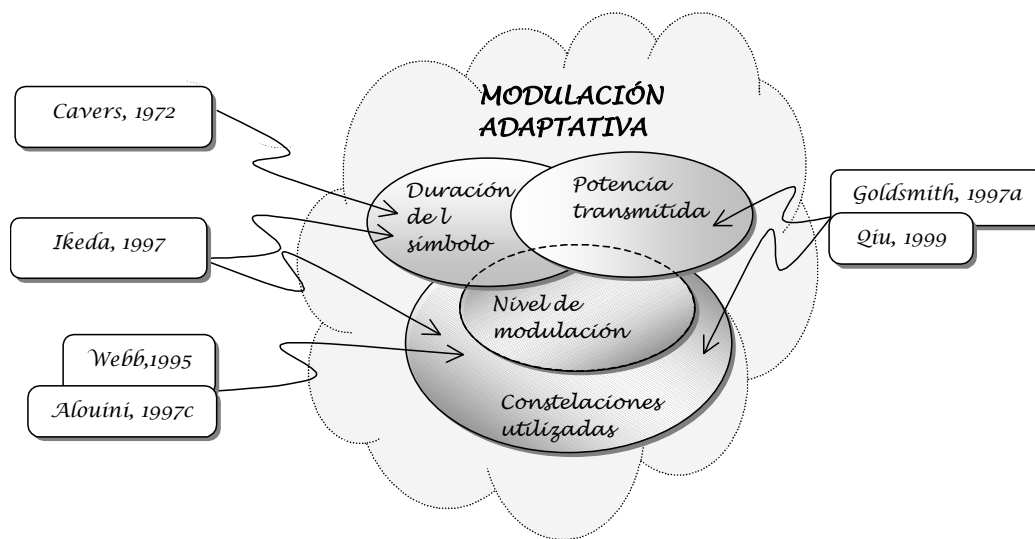 MODULACIÓN
ADAPTATIVA
Cavers, 1972
Duración
de l
símbolo
Potencia
transmitida
Goldsmith, 1997a
Qiu, 1999
Ikeda, 1997
Nivel de
modulación
Webb,1995
Alouini, 1997c
Constelaciones
utilizadas